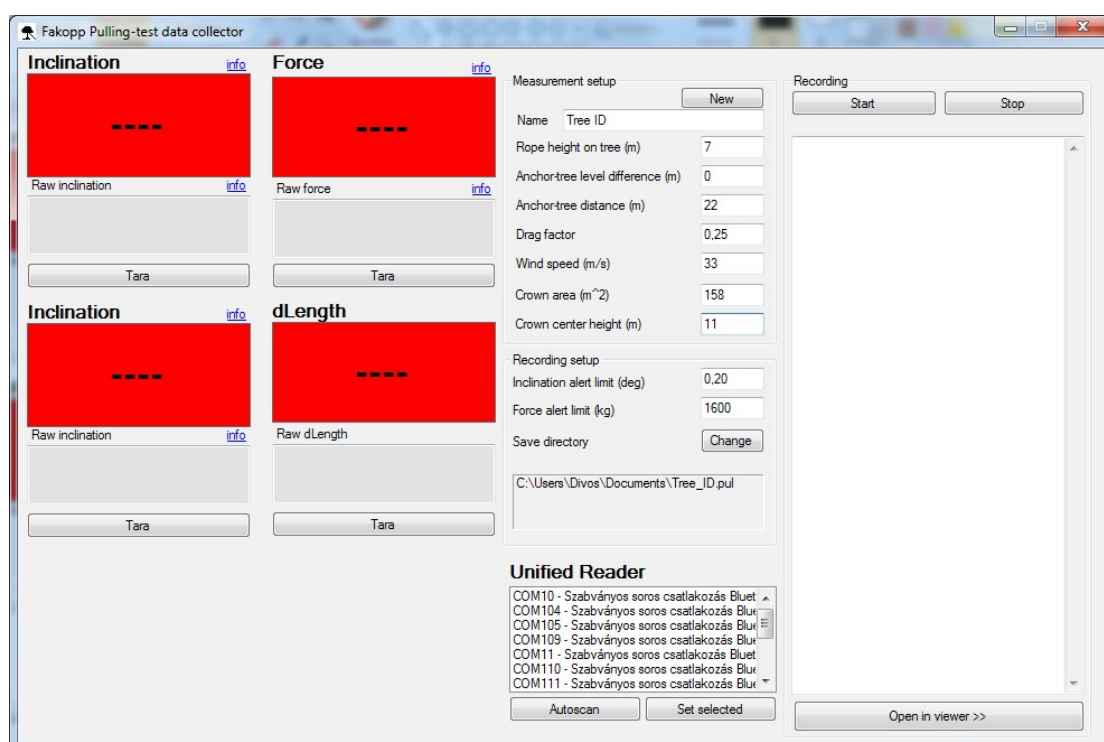 Fakopp Pulling-test data collector
Inclination info
----
Raw inclination info
Tara
Force info
----
Raw force info
Tara
Inclination info
----
Raw inclination info
Tara
dLength
----
Raw dLength
Tara
Measurement setup
New
Name Tree ID
Rope height on tree (m) 7
Anchor-tree level difference (m) 0
Anchor-tree distance (m) 22
Drag factor 0,25
Wind speed (m/s) 33
Crown area (m^2) 158
Crown center height (m) 11
Recording setup
Inclination alert limit (deg) 0,20
Force alert limit (kg) 1600
Save directory Change
C:\Users\Divos\Documents\Tree_ID.pul
Unified Reader
COM10 - Szabványos soros csatlakozás Bluet
COM104 - Szabványos soros csatlakozás Blue
COM105 - Szabványos soros csatlakozás Blue
COM109 - Szabványos soros csatlakozás Blue
COM11 - Szabványos soros csatlakozás Bluet
COM110 - Szabványos soros csatlakozás Blue
COM111 - Szabványos soros csatlakozás Blue
Autoscan Set selected
Recording
Start Stop
Open in viewer >>